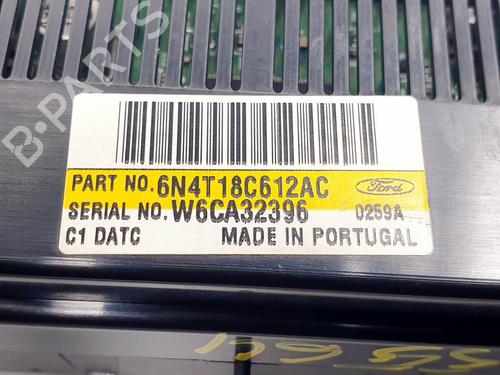 B-PARTS
PART NO. 6N4T18C612AC
Ford
SERIAL NO. W6CA32396 0259A
C1 DATC MADE IN PORTUGAL